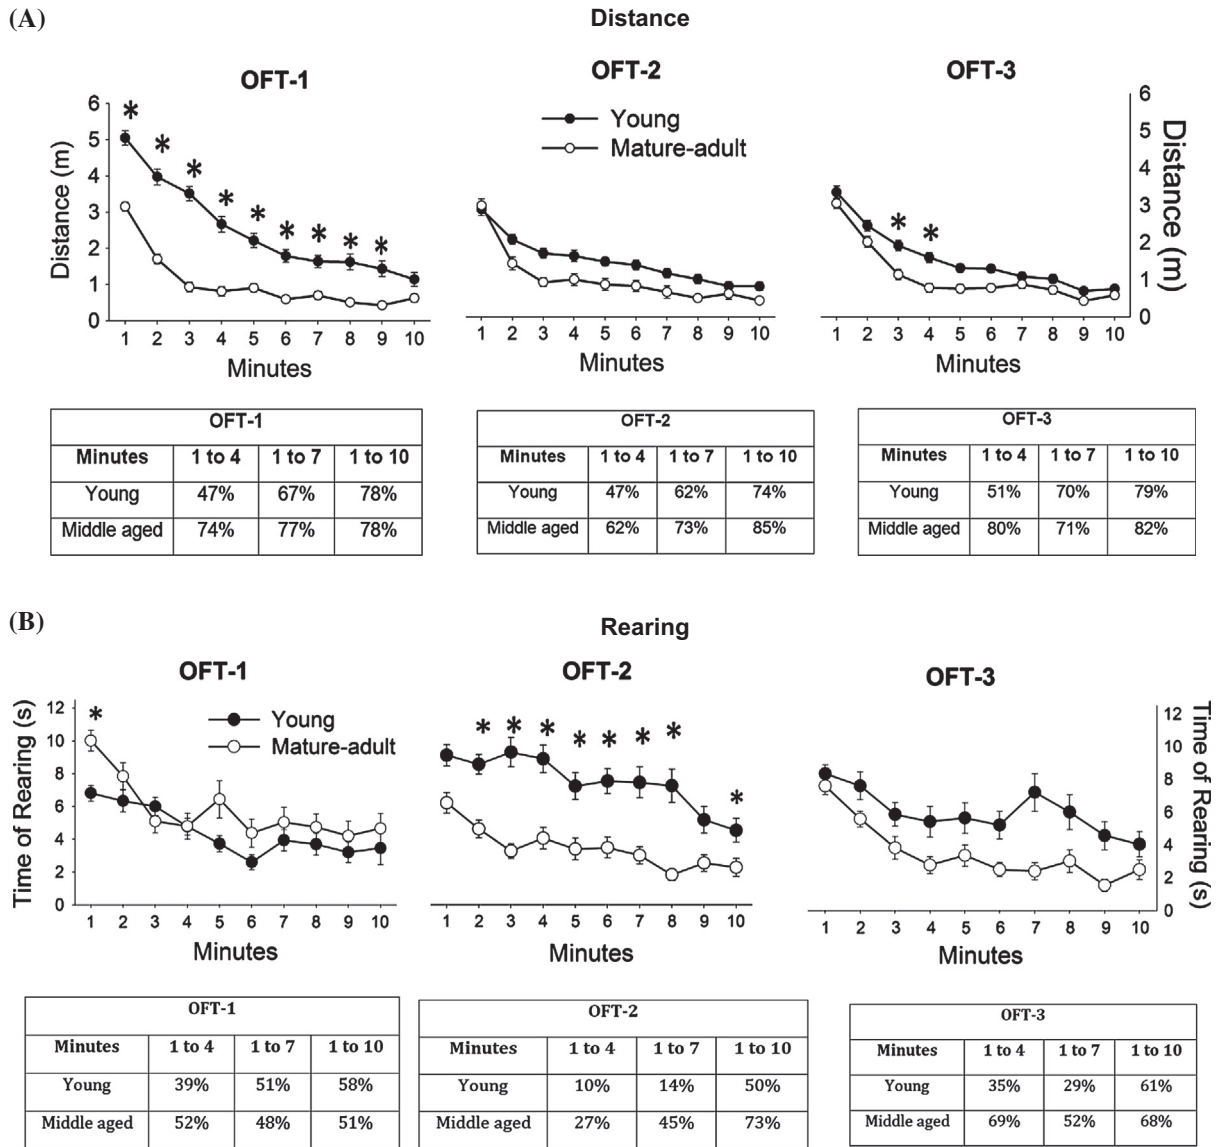 (A)
Distance
OFT-1
OFT-2
OFT-3
Young
Mature-adult
Distance (m)
6
5
4
3
2
1
0
1 2 3 4 5 6 7 8 9 10
Minutes
1 2 3 4 5 6 7 8 9 10
Minutes
1 2 3 4 5 6 7 8 9 10
Minutes
6
5
4
3
2
1
0
Distance (m)
OFT-1
Minutes 1 to 4 1 to 7 1 to 10
Young 47% 67% 78%
Middle aged 74% 77% 78%
OFT-2
Minutes 1 to 4 1 to 7 1 to 10
Young 47% 62% 74%
Middle aged 62% 73% 85%
OFT-3
Minutes 1 to 4 1 to 7 1 to 10
Young 51% 70% 79%
Middle aged 80% 71% 82%
(B)
Rearing
OFT-1
OFT-2
OFT-3
Young
Mature-adult
Time of Rearing (s)
12
10
8
6
4
2
0
1 2 3 4 5 6 7 8 9 10
Minutes
1 2 3 4 5 6 7 8 9 10
Minutes
1 2 3 4 5 6 7 8 9 10
Minutes
12
10
8
6
4
2
0
Time of Rearing (s)
OFT-1
Minutes 1 to 4 1 to 7 1 to 10
Young 39% 51% 58%
Middle aged 52% 48% 51%
OFT-2
Minutes 1 to 4 1 to 7 1 to 10
Young 10% 14% 50%
Middle aged 27% 45% 73%
OFT-3
Minutes 1 to 4 1 to 7 1 to 10
Young 35% 29% 61%
Middle aged 69% 52% 68%